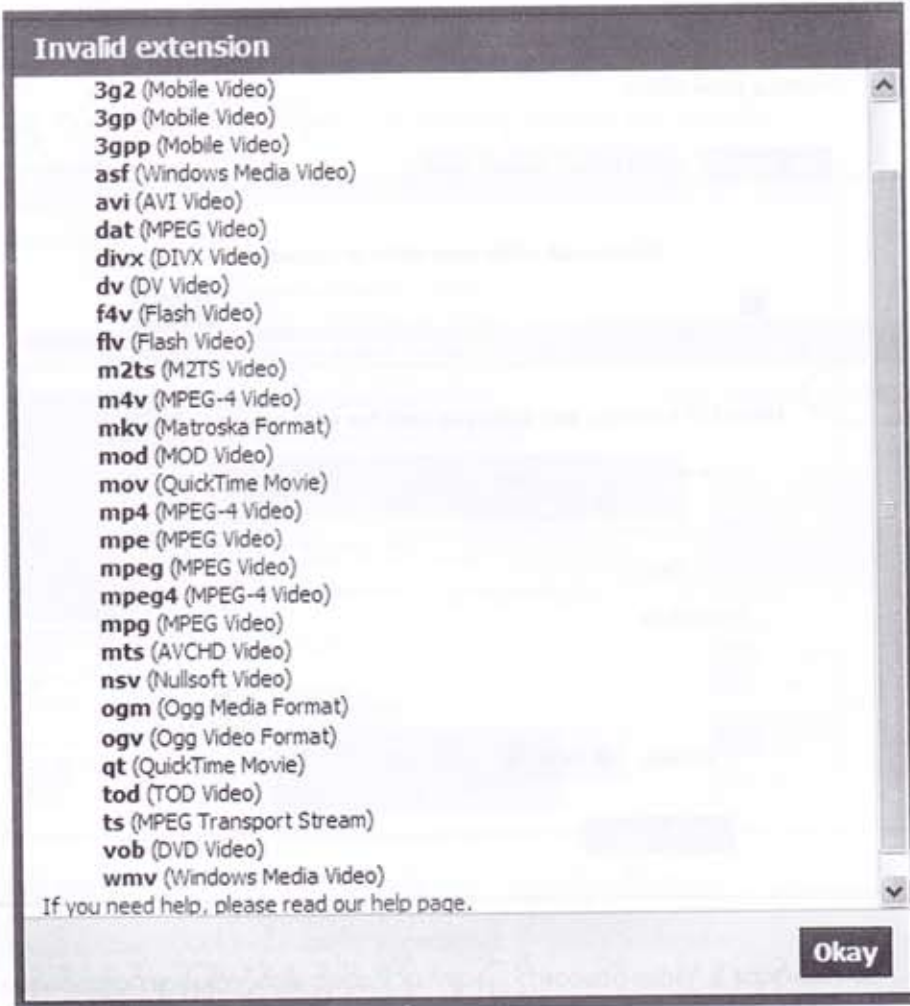 Invalid extension
3g2 (Mobile Video)
3gp (Mobile Video)
3gpp (Mobile Video)
asf (Windows Media Video)
avi (AVI Video)
dat (MPEG Video)
divx (DIVX Video)
dv (DV Video)
f4v (Flash Video)
flv (Flash Video)
m2ts (M2TS Video)
m4v (MPEG-4 Video)
mkv (Matroska Format)
mod (MOD Video)
mov (QuickTime Movie)
mp4 (MPEG-4 Video)
mpe (MPEG Video)
mpeg (MPEG Video)
mpeg4 (MPEG-4 Video)
mpg (MPEG Video)
mts (AVCHD Video)
nsv (Nullsoft Video)
ogm (Ogg Media Format)
ogv (Ogg Video Format)
qt (QuickTime Movie)
tod (TOD Video)
ts (MPEG Transport Stream)
vob (DVD Video)
wmv (Windows Media Video)
If you need help, please read our help page.
Okay